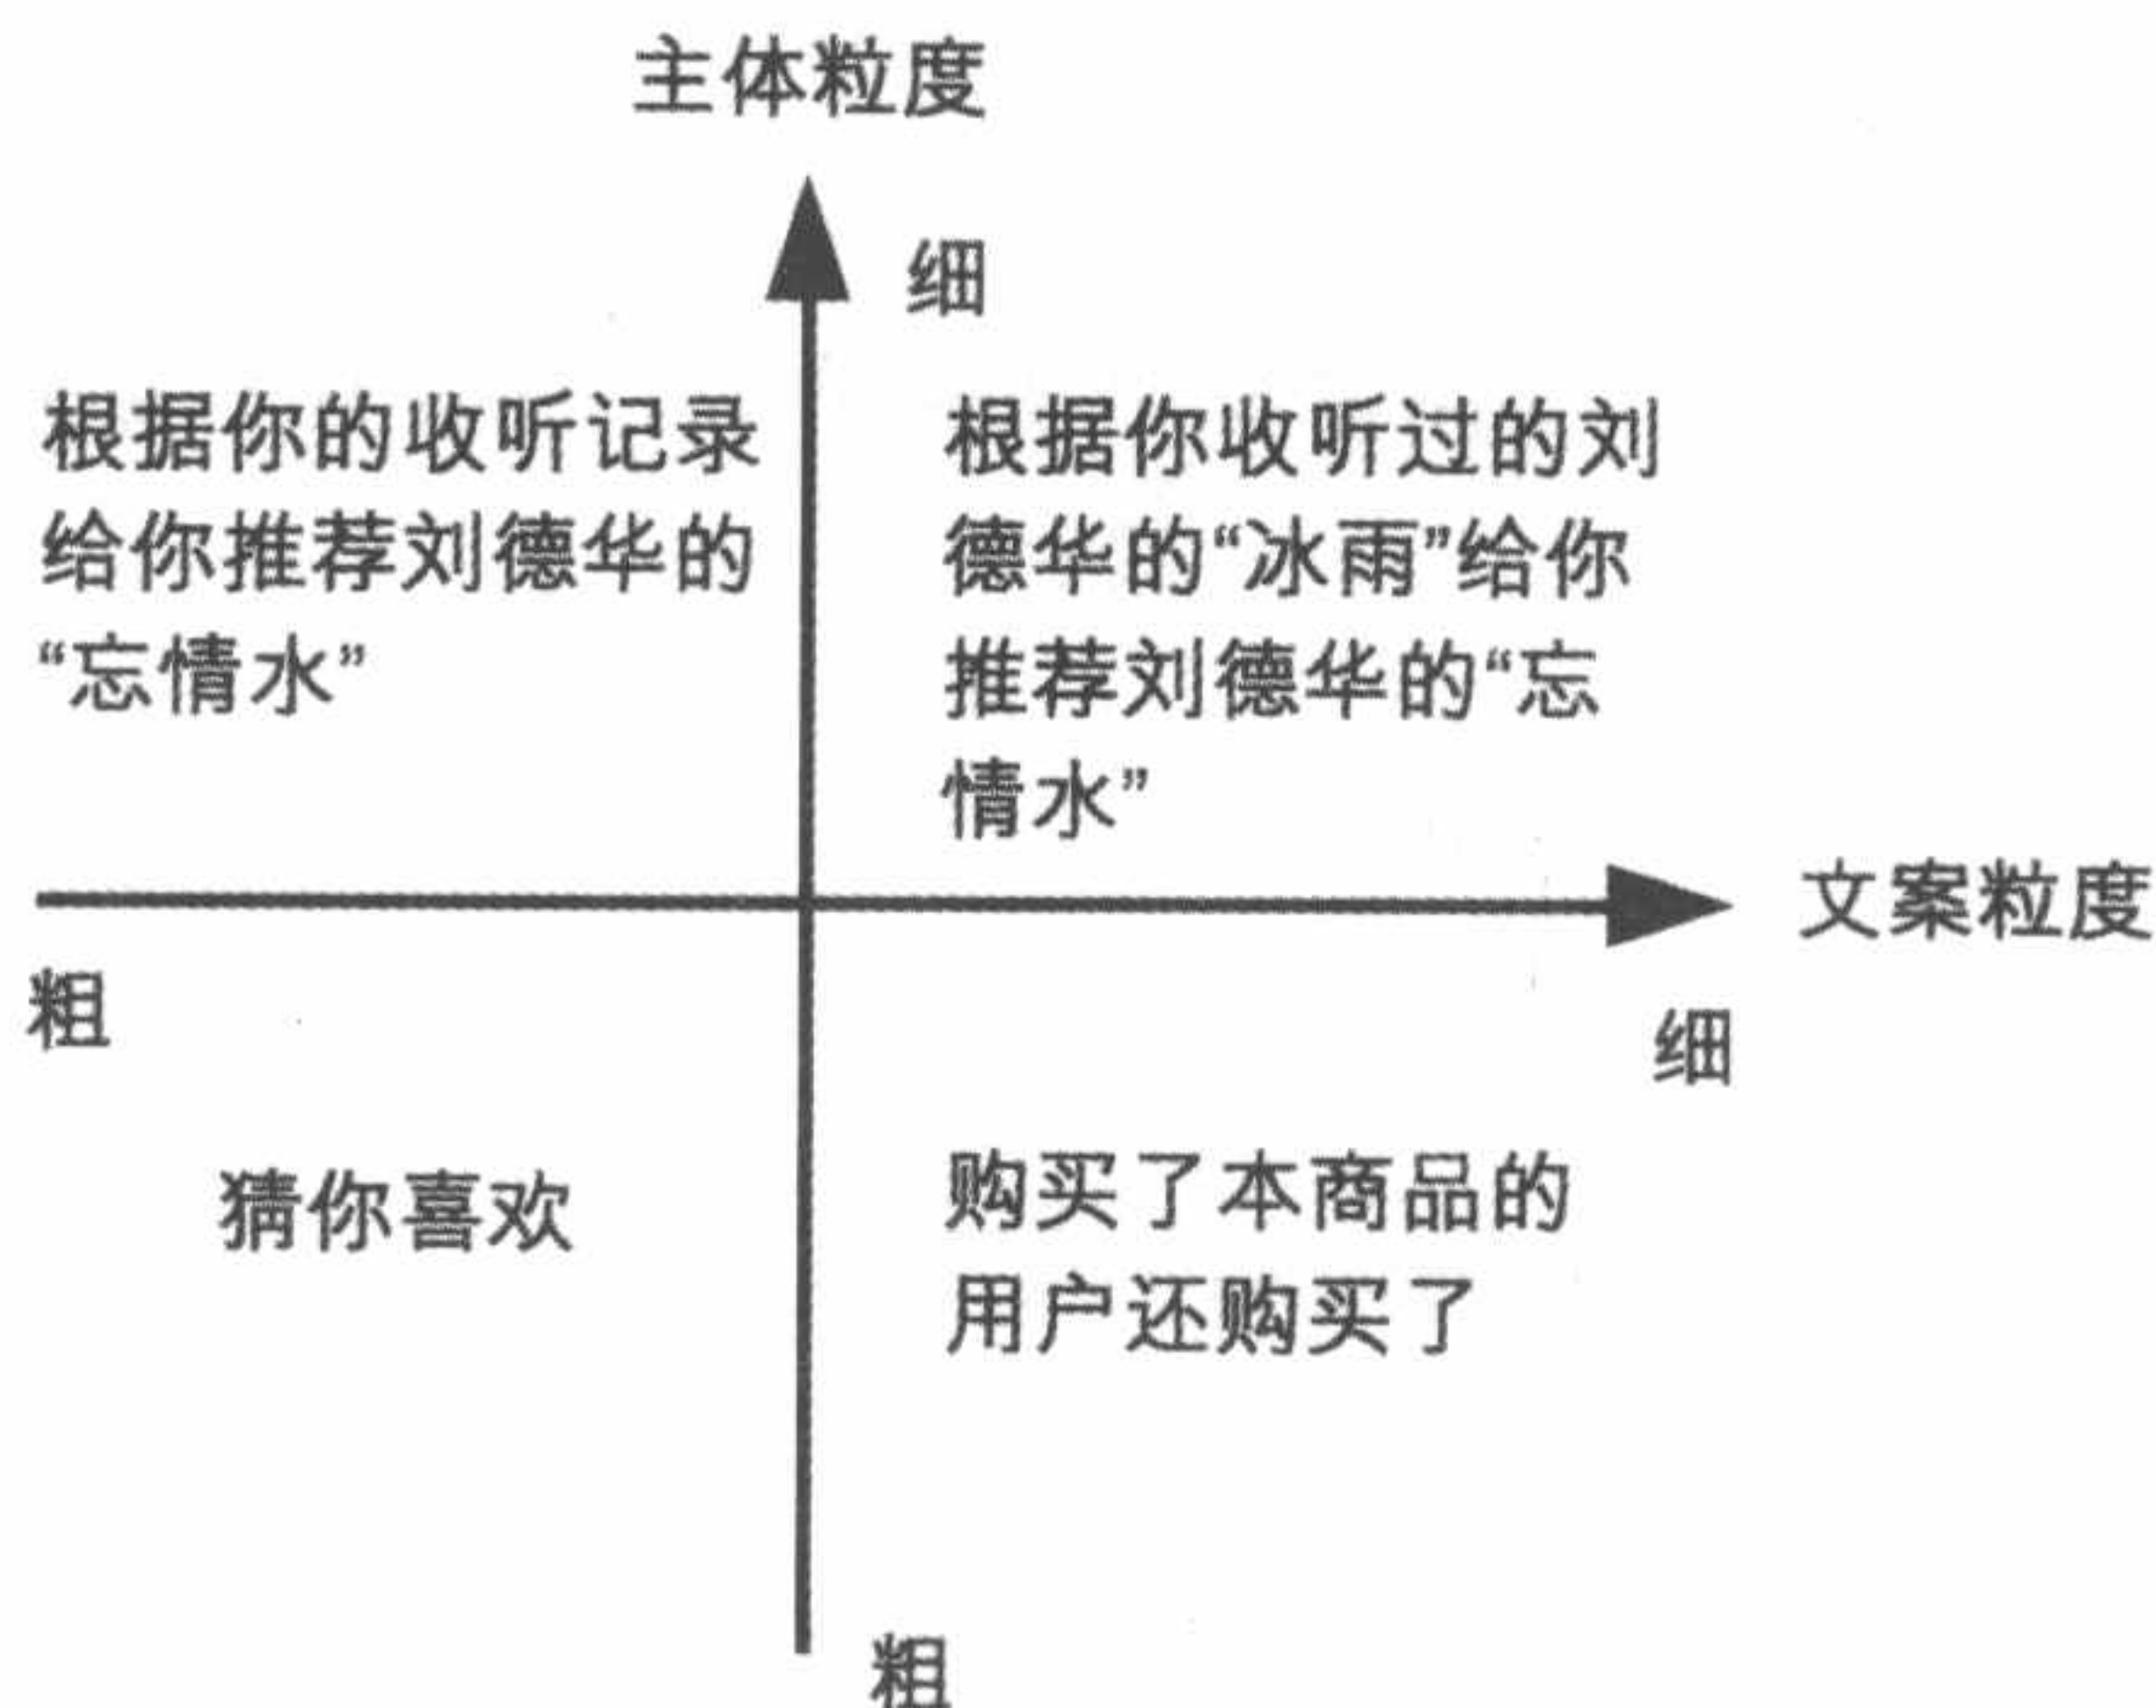 主体粒度
细
根据你的收听记录
给你推荐刘德华的
“忘情水”
根据你收听过的刘
德华的“冰雨”给你
推荐刘德华的“忘
情水”
文案粒度
粗
细
猜你喜欢
购买了本商品的
用户还购买了
粗